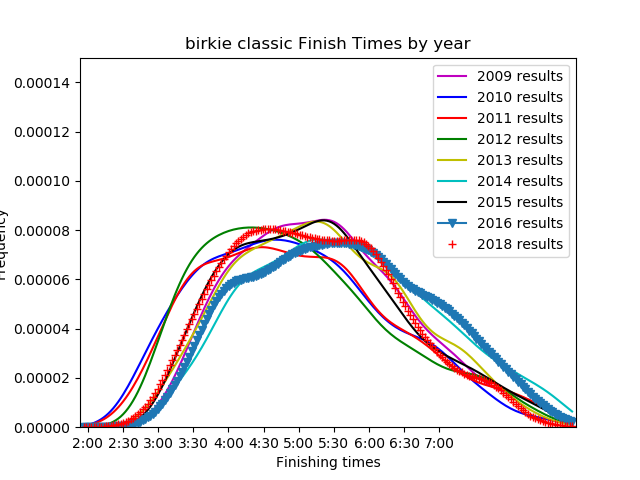 birkie classic Finish Times by year
0.00014
0.00012
0.00010
0.00008
0.00006
0.00004
0.00002
0.00000
2009 results
2010 results
2011 results
2012 results
2013 results
2014 results
2015 results
2016 results
2018 results
2:00 2:30 3:00 3:30 4:00 4:30 5:00 5:30 6:00 6:30 7:00
Finishing times